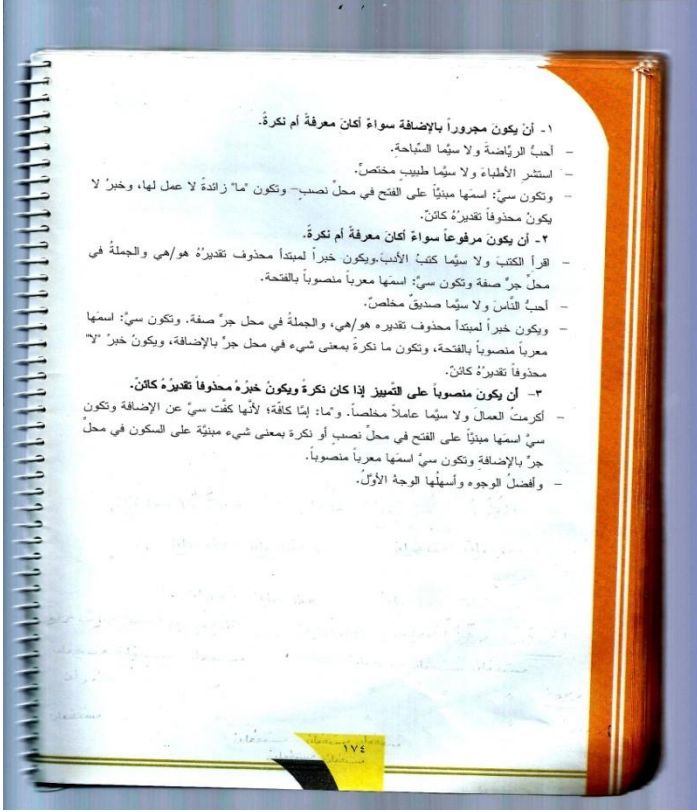 ١- أنْ يكونَ مجروراً بالإضافة سواءٌ أكانَ معرفةً أم نكرةً.
– أحبُّ الرياضةَ ولا سيَّما السِّباحةِ.
– استشرِ الأطباءَ ولا سيَّما طبيبٍ مختصٍّ.
– وتكون سيَّ: اسمَها مبنيَّاً على الفتح في محلِّ نصبٍ– وتكون "ما" زائدةً لا عمل لها، وخبرُ لا
يكونُ محذوفاً تقديرُهُ كائنٌ.
٢- أن يكون مرفوعاً سواءٌ أكانَ معرفةً أم نكرةً.
– اقرأ الكتبَ ولا سيَّما كتبُ الأدبَ.ويكون خبراً لمبتدأ محذوف تقديرُهُ هو/هي والجملةُ في
محلِّ جرِّ صفة وتكون سيَّ: اسمَها معرباً منصوباً بالفتحة.
– أحبُّ النَّاسَ ولا سيَّما صديقٌ مخلصٌ.
– ويكون خبراً لمبتدأ محذوف تقديره هو/هي، والجملةُ في محل جرِّ صفة. وتكون سيَّ: اسمَها
معرباً منصوباً بالفتحة، وتكون ما نكرةً بمعنى شيء في محل جرٍّ بالإضافة، ويكونُ خبرُ "لا"
محذوفاً تقديرُهُ كائنٌ.
٣- أن يكون منصوباً على التَّمييز إذا كان نكرةً ويكونُ خبرُهُ محذوفاً تقديرُهُ كائنٌ.
– أكرمتُ العمالَ ولا سيَّما عاملاً مخلصاً. و"ما: إمَّا كافَّة؛ لأنَّها كفَّت سيَّ عن الإضافة وتكون
سيَّ اسمَها مبنيَّاً على الفتح في محلِّ نصبٍ أو نكرة بمعنى شيء مبنيَّة على السكون في محلِّ
جرِّ بالإضافةِ وتكون سيَّ اسمَها معرباً منصوباً.
– وأفضلُ الوجوه وأسهلُها الوجهُ الأوَّلُ.
١٧٤